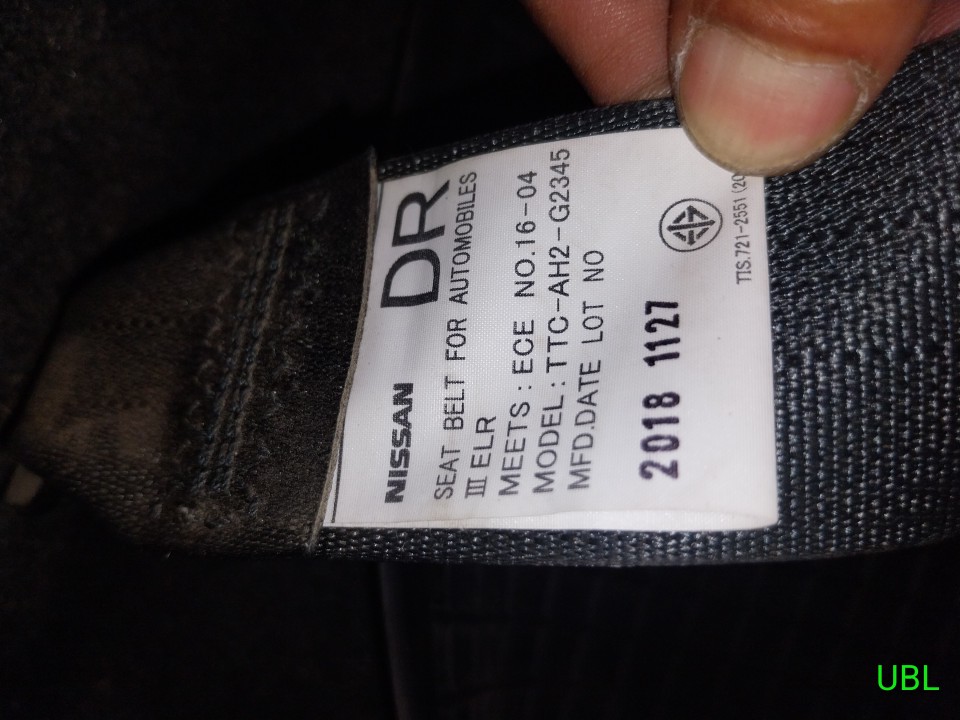 NISSAN DR
SEAT BELT FOR AUTOMOBILES
III ELR
MEETS : ECE NO.16-04
MODEL : TTC-AH2-G2345
MFD.DATE LOT NO
2018 1127
TIS.721-2551 (20
UBL